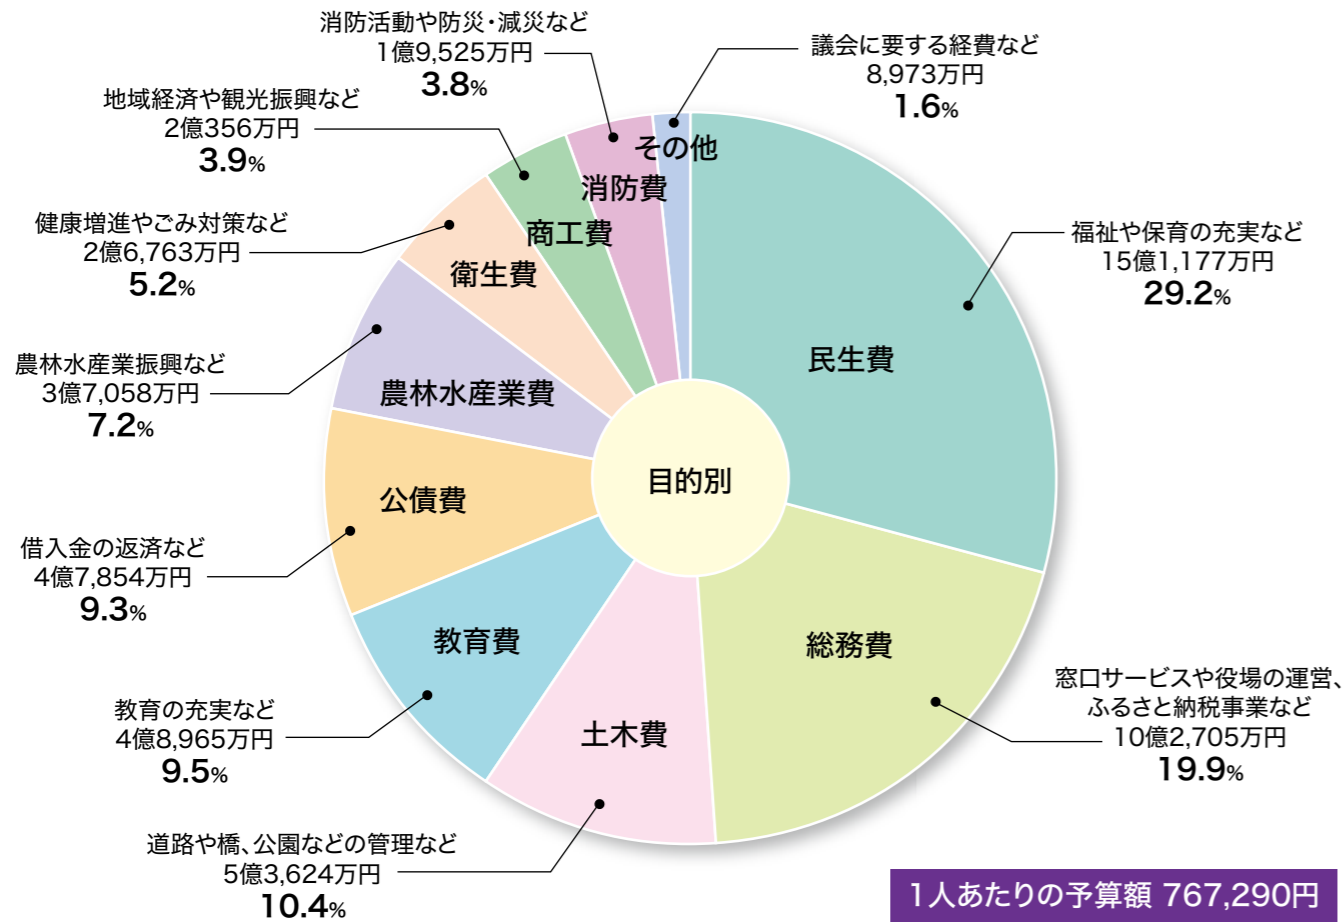 議会に要する経費など
8,973万円
1.6%
その他
福祉や保育の充実など
15億1,177万円
29.2%
民生費
窓口サービスや役場の運営、
ふるさと納税事業など
10億2,705万円
19.9%
総務費
道路や橋、公園などの管理など
5億3,624万円
10.4%
土木費
教育の充実など
4億8,965万円
9.5%
教育費
借入金の返済など
4億7,854万円
9.3%
公債費
農林水産業振興など
3億7,058万円
7.2%
農林水産業費
健康増進やごみ対策など
2億6,763万円
5.2%
衛生費
地域経済や観光振興など
2億356万円
3.9%
商工費
消防活動や防災・減災など
1億9,525万円
3.8%
消防費
目的別
1人あたりの予算額 767,290円